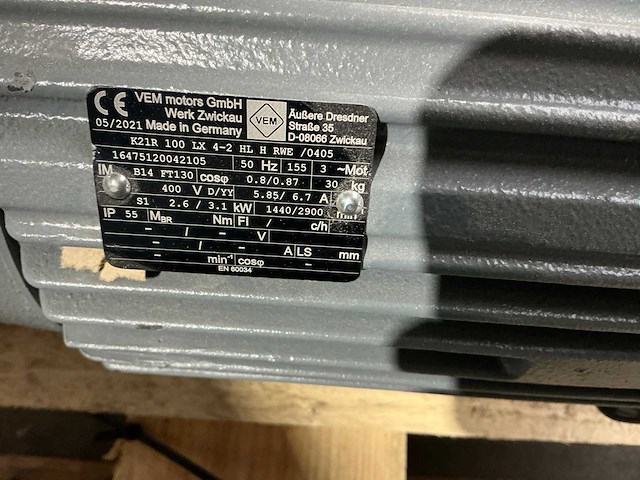 CE VEM motors GmbH
Werk Zwickau
05/2021 Made in Germany
VEM
Äußere Dresdner
Straße 35
D-08066 Zwickau
K21R 100 LX 4-2 HL H RWE /0405
16475120042105 50 Hz 155 3 ~Mot.
IM B14 FT130 cosφ 0.8/0.87 30 kg
400 V D/YY 5.85/ 6.7 A
S1 2.6 / 3.1 kW 1440/2900 min
IP 55 MBR Nm FI / c/h
– / – V –
– / – A LS – mm
– min⁻¹ cosφ –
EN 60034